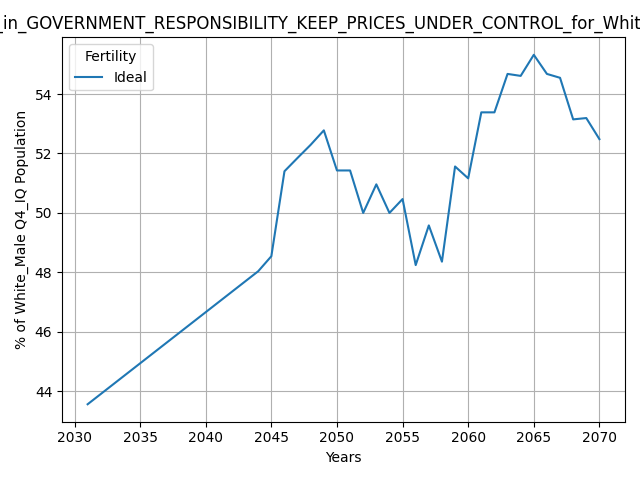 _in_GOVERNMENT_RESPONSIBILITY_KEEP_PRICES_UNDER_CONTROL_for_Whit
Fertility
Ideal
% of White_Male Q4_IQ Population
54
52
50
48
46
44
2030 2035 2040 2045 2050 2055 2060 2065 2070
Years